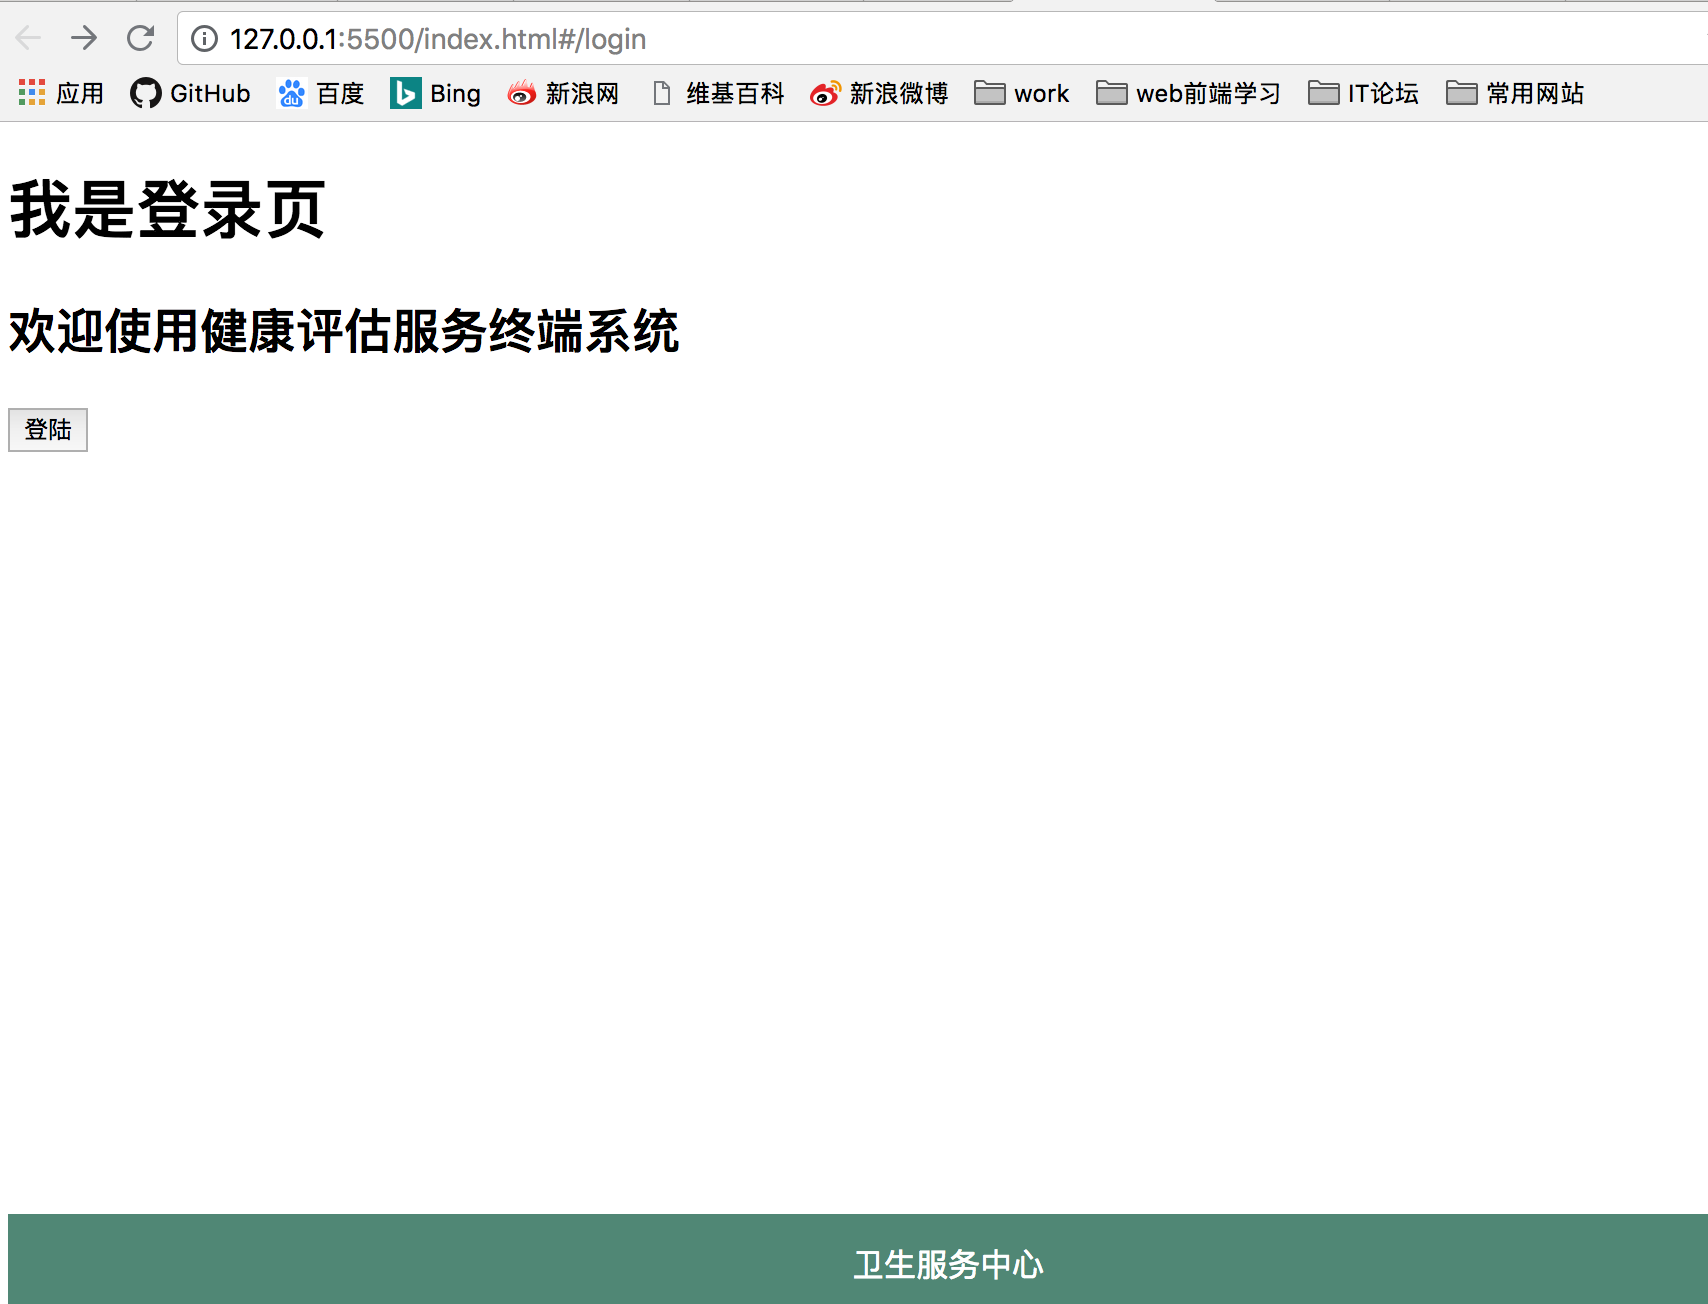 127.0.0.1:5500/index.html#/login
应用 GitHub du 百度 Bing 新浪网 维基百科 新浪微博 work web前端学习 IT论坛 常用网站
我是登录页
欢迎使用健康评估服务终端系统
登陆
卫生服务中心